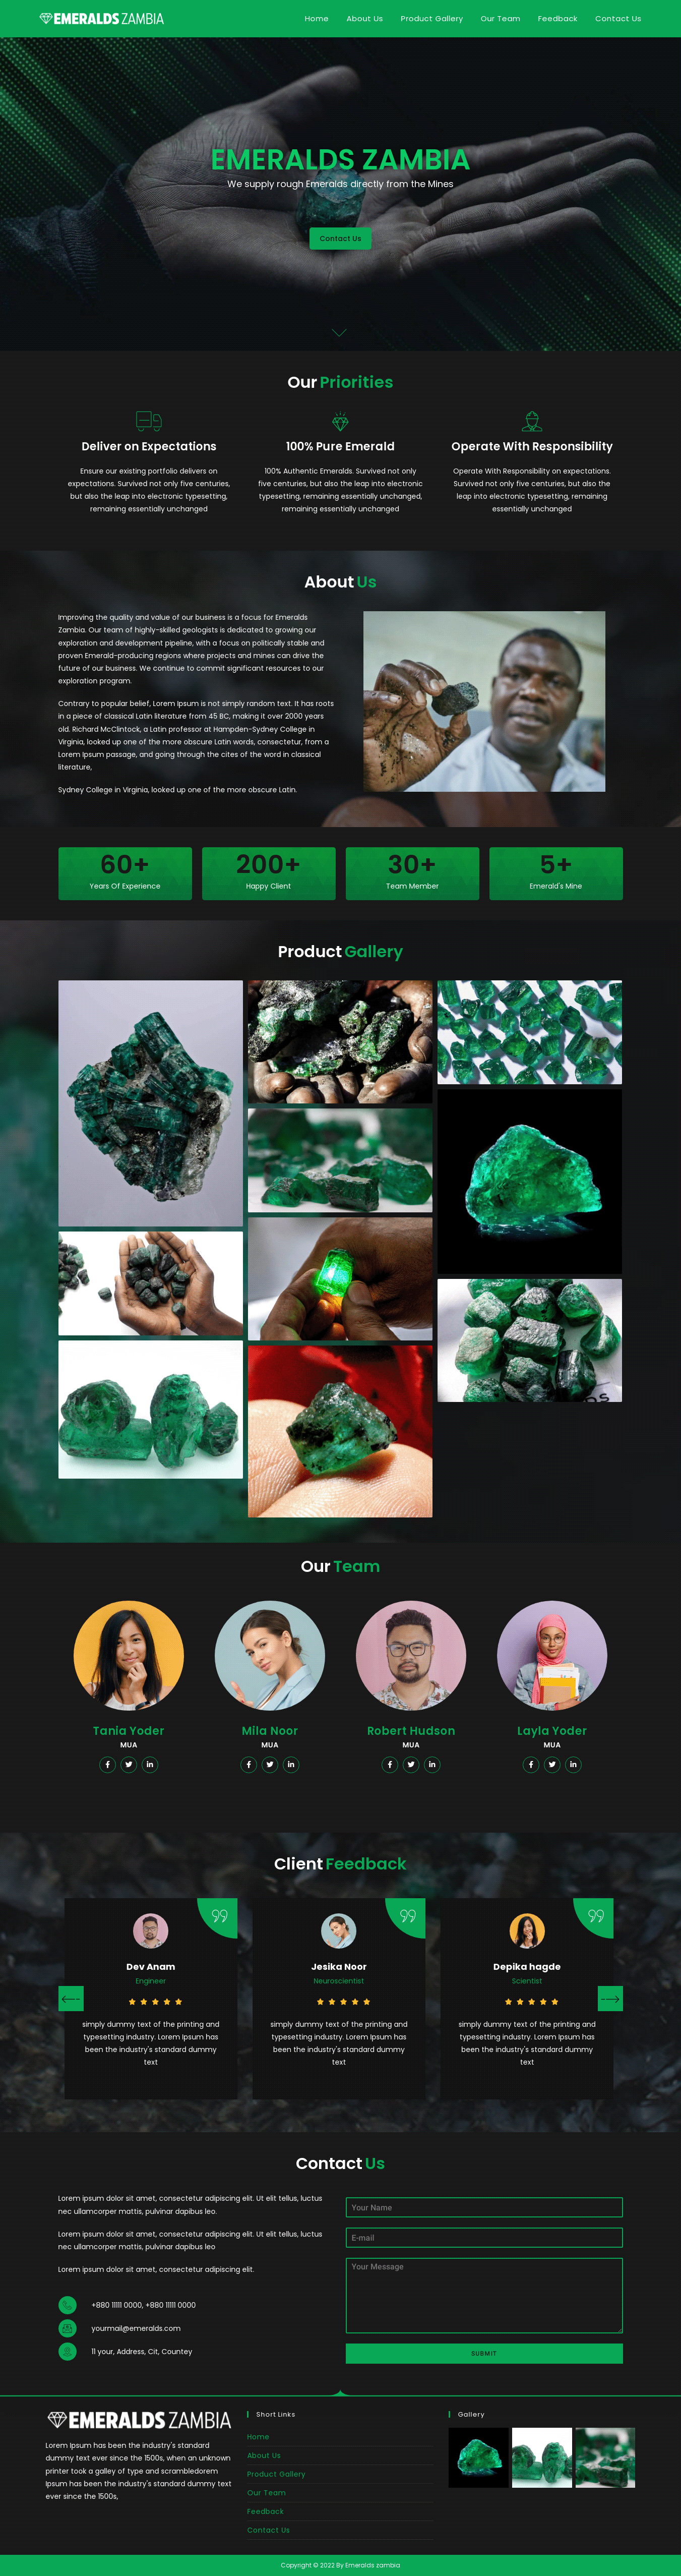 EMERALDS ZAMBIA
Home About Us Product Gallery Our Team Feedback Contact Us
EMERALDS ZAMBIA
We supply rough Emeralds directly from the Mines
Contact Us
Our Priorities
Deliver on Expectations
Ensure our existing portfolio delivers on
expectations. Survived not only five centuries,
but also the leap into electronic typesetting,
remaining essentially unchanged
100% Pure Emerald
100% Authentic Emeralds. Survived not only
five centuries, but also the leap into electronic
typesetting, remaining essentially unchanged,
remaining essentially unchanged
Operate With Responsibility
Operate With Responsibility on expectations.
Survived not only five centuries, but also the
leap into electronic typesetting, remaining
essentially unchanged
About Us
Improving the quality and value of our business is a focus for Emeralds
Zambia. Our team of highly-skilled geologists is dedicated to growing our
exploration and development pipeline, with a focus on politically stable and
proven Emerald-producing regions where projects and mines can drive the
future of our business. We continue to commit significant resources to our
exploration program.
Contrary to popular belief, Lorem Ipsum is not simply random text. It has roots
in a piece of classical Latin literature from 45 BC, making it over 2000 years
old. Richard McClintock, a Latin professor at Hampden-Sydney College in
Virginia, looked up one of the more obscure Latin words, consectetur, from a
Lorem Ipsum passage, and going through the cites of the word in classical
literature,
Sydney College in Virginia, looked up one of the more obscure Latin.
60+
Years Of Experience
200+
Happy Client
30+
Team Member
5+
Emerald's Mine
Product Gallery
Our Team
Tania Yoder
MUA
Mila Noor
MUA
Robert Hudson
MUA
Layla Yoder
MUA
Client Feedback
Dev Anam
Engineer
simply dummy text of the printing and
typesetting industry. Lorem Ipsum has
been the industry's standard dummy
text
Jesika Noor
Neuroscientist
simply dummy text of the printing and
typesetting industry. Lorem Ipsum has
been the industry's standard dummy
text
Depika hagde
Scientist
simply dummy text of the printing and
typesetting industry. Lorem Ipsum has
been the industry's standard dummy
text
Contact Us
Lorem ipsum dolor sit amet, consectetur adipiscing elit. Ut elit tellus, luctus
nec ullamcorper mattis, pulvinar dapibus leo.
Lorem ipsum dolor sit amet, consectetur adipiscing elit. Ut elit tellus, luctus
nec ullamcorper mattis, pulvinar dapibus leo
Lorem ipsum dolor sit amet, consectetur adipiscing elit.
+880 11111 0000, +880 11111 0000
yourmail@emeralds.com
11 your, Address, Cit, Countey
Your Name
E-mail
Your Message
SUBMIT
EMERALDS ZAMBIA
Lorem Ipsum has been the industry's standard
dummy text ever since the 1500s, when an unknown
printer took a galley of type and scrambledorem
Ipsum has been the industry's standard dummy text
ever since the 1500s,
Short Links
Home
About Us
Product Gallery
Our Team
Feedback
Contact Us
Gallery
Copyright © 2022 By Emeralds zambia